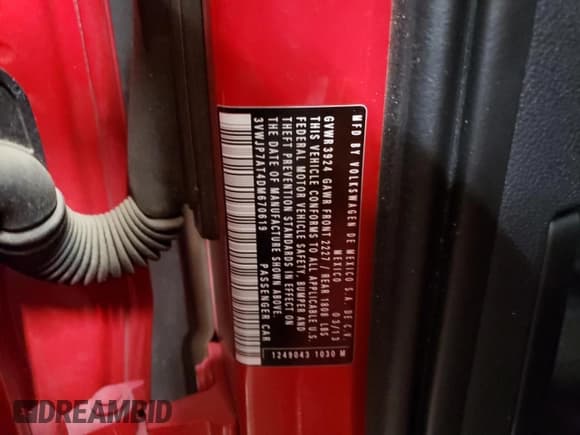 MFD BY VOLKSWAGEN DE MEXICO S.A. DE C.V.
MEXICO 03/13
GVWR 3924 GAWR FRONT 2227 / REAR 1808 LBS
THIS VEHICLE CONFORMS TO ALL APPLICABLE U.S.
FEDERAL MOTOR VEHICLE SAFETY, BUMPER AND
THEFT PREVENTION STANDARDS IN EFFECT ON
THE DATE OF MANUFACTURE SHOWN ABOVE.
3VWJP7AT4DM670619 PASSENGER CAR
1249043 1030 M
DREAMBID